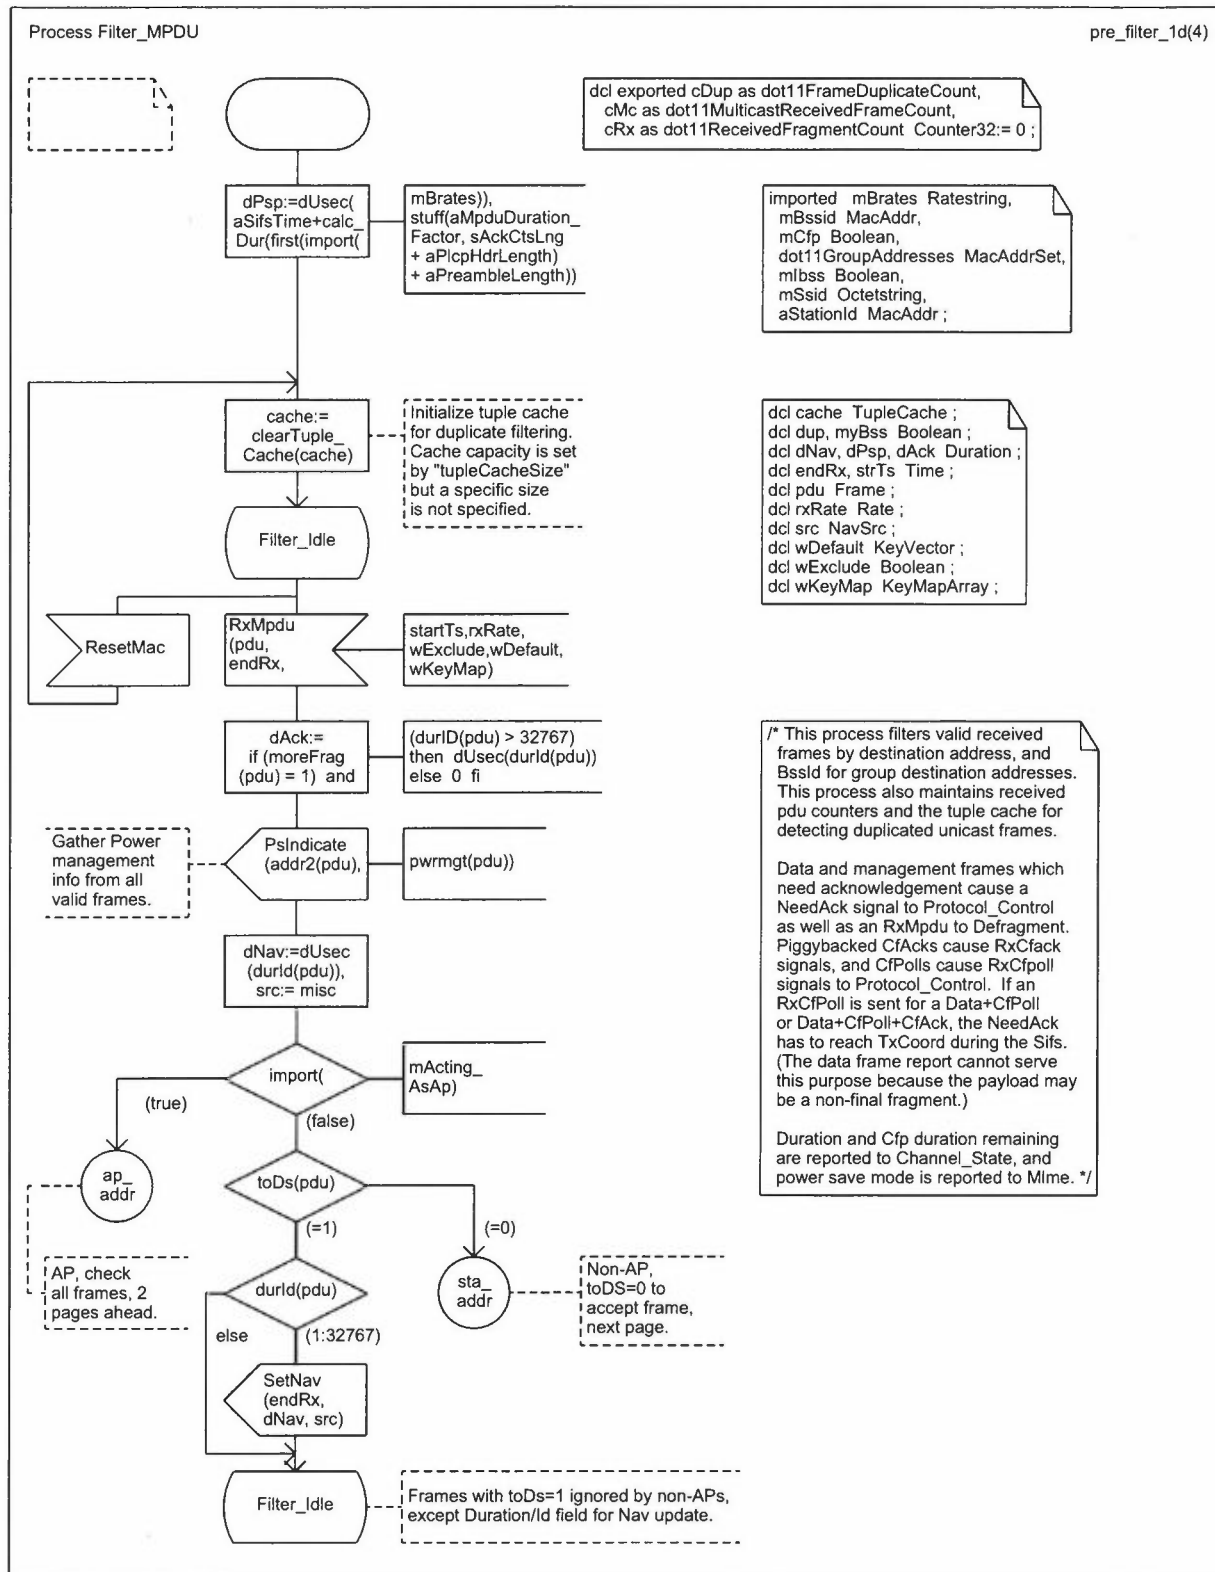 Process Filter_MPDU
pre_filter_1d(4)
dcl exported cDup as dot11FrameDuplicateCount,
cMc as dot11MulticastReceivedFrameCount,
cRx as dot11ReceivedFragmentCount Counter32:= 0 ;
dPsp:=dUsec(
aSifsTime+calc_
Dur(first(import(
mBrates)),
stuff(aMpduDuration_
Factor, sAckCtsLng
+ aPlcpHdrLength)
+ aPreambleLength))
imported mBrates Ratestring,
mBssid MacAddr,
mCfp Boolean,
dot11GroupAddresses MacAddrSet,
mIbss Boolean,
mSsid Octetstring,
aStationId MacAddr ;
cache:=
clearTuple_
Cache(cache)
Initialize tuple cache
for duplicate filtering.
Cache capacity is set
by "tupleCacheSize"
but a specific size
is not specified.
dcl cache TupleCache ;
dcl dup, myBss Boolean ;
dcl dNav, dPsp, dAck Duration ;
dcl endRx, strTs Time ;
dcl pdu Frame ;
dcl rxRate Rate ;
dcl src NavSrc ;
dcl wDefault KeyVector ;
dcl wExclude Boolean ;
dcl wKeyMap KeyMapArray ;
Filter_Idle
ResetMac
RxMpdu
(pdu,
endRx,
startTs,rxRate,
wExclude,wDefault,
wKeyMap)
dAck:=
if (moreFrag
(pdu) = 1) and
(durID(pdu) > 32767)
then dUsec(durId(pdu))
else 0 fi
/* This process filters valid received
frames by destination address, and
BssId for group destination addresses.
This process also maintains received
pdu counters and the tuple cache for
detecting duplicated unicast frames.
Data and management frames which
need acknowledgement cause a
NeedAck signal to Protocol_Control
as well as an RxMpdu to Defragment.
Piggybacked CfAcks cause RxCfack
signals, and CfPolls cause RxCfpoll
signals to Protocol_Control. If an
RxCfPoll is sent for a Data+CfPoll
or Data+CfPoll+CfAck, the NeedAck
has to reach TxCoord during the Sifs.
(The data frame report cannot serve
this purpose because the payload may
be a non-final fragment.)
Duration and Cfp duration remaining
are reported to Channel_State, and
power save mode is reported to Mlme. */
Gather Power
management
info from all
valid frames.
PsIndicate
(addr2(pdu),
pwrmgt(pdu))
dNav:=dUsec
(durId(pdu)),
src:= misc
import(
mActing_
AsAp)
(true)
(false)
ap_
addr
toDs(pdu)
(=1)
(=0)
AP, check
all frames, 2
pages ahead.
durId(pdu)
sta_
addr
Non-AP,
toDS=0 to
accept frame,
next page.
else
(1:32767)
SetNav
(endRx,
dNav, src)
Filter_Idle
Frames with toDs=1 ignored by non-APs,
except Duration/Id field for Nav update.